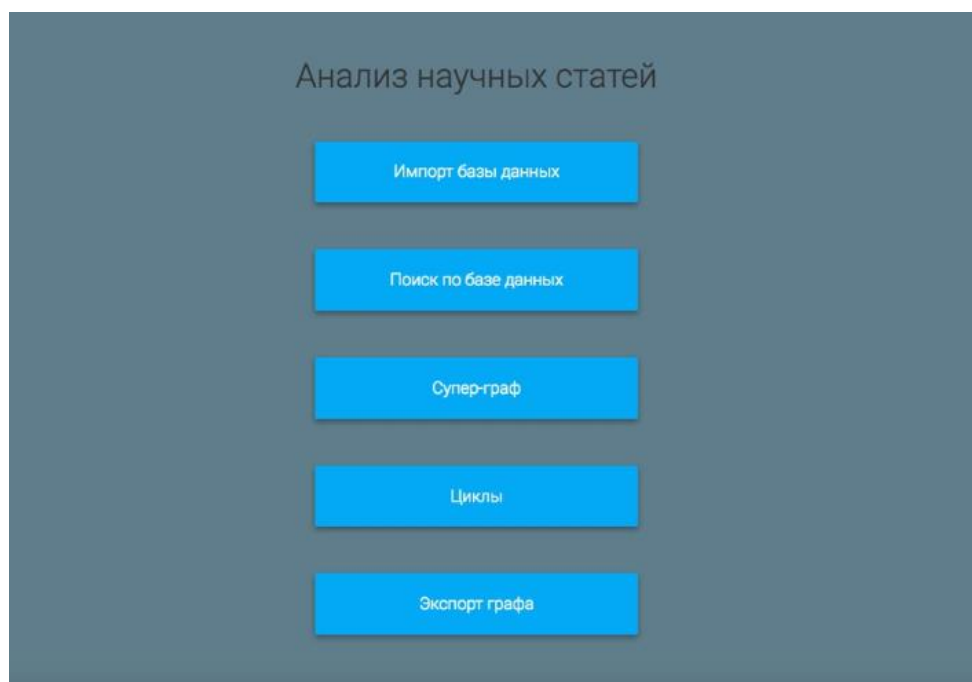 Анализ научных статей
Импорт базы данных
Поиск по базе данных
Супер-граф
Циклы
Экспорт графа